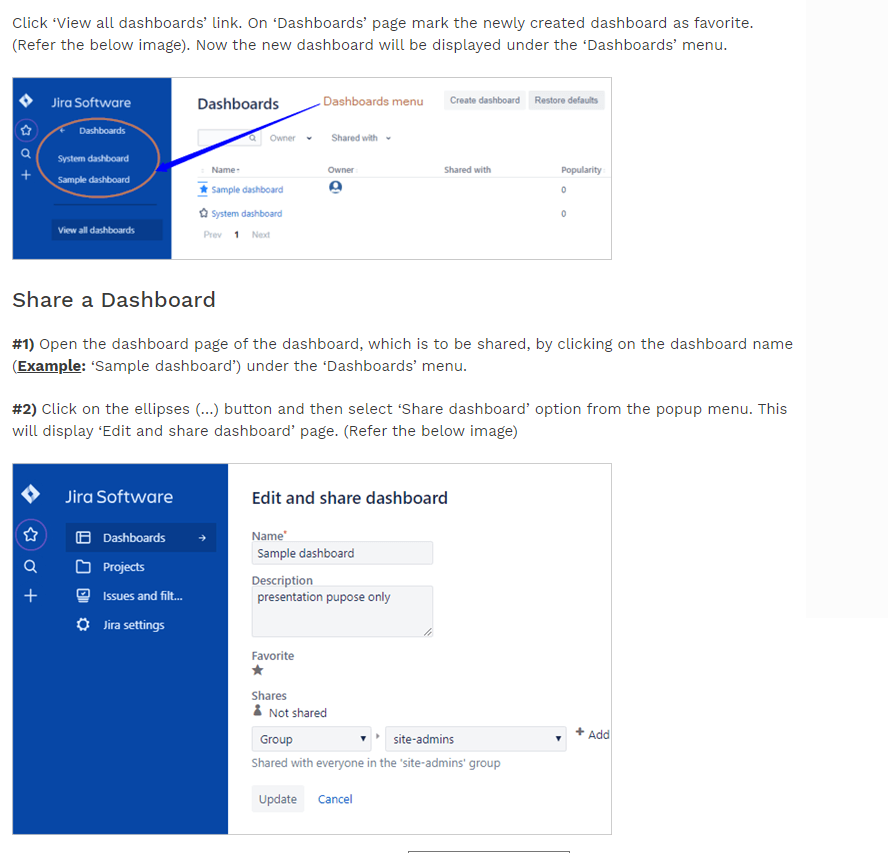 Click ‘View all dashboards’ link. On ‘Dashboards’ page mark the newly created dashboard as favorite.
(Refer the below image). Now the new dashboard will be displayed under the ‘Dashboards’ menu.
Jira Software
Dashboards
System dashboard
Sample dashboard
View all dashboards
Dashboards
Dashboards menu
Create dashboard
Restore defaults
Owner
Shared with
Name
Owner
Shared with
Popularity
Sample dashboard
0
System dashboard
0
Prev 1 Next
Share a Dashboard
#1) Open the dashboard page of the dashboard, which is to be shared, by clicking on the dashboard name
(Example: ‘Sample dashboard’) under the ‘Dashboards’ menu.
#2) Click on the ellipses (…) button and then select ‘Share dashboard’ option from the popup menu. This
will display ‘Edit and share dashboard’ page. (Refer the below image)
Jira Software
Dashboards
Projects
Issues and filt...
Jira settings
Edit and share dashboard
Name*
Sample dashboard
Description
presentation pupose only
Favorite
Shares
Not shared
Group
site-admins
Add
Shared with everyone in the 'site-admins' group
Update
Cancel